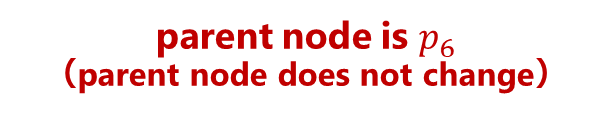 parent node is p₆
（parent node does not change）